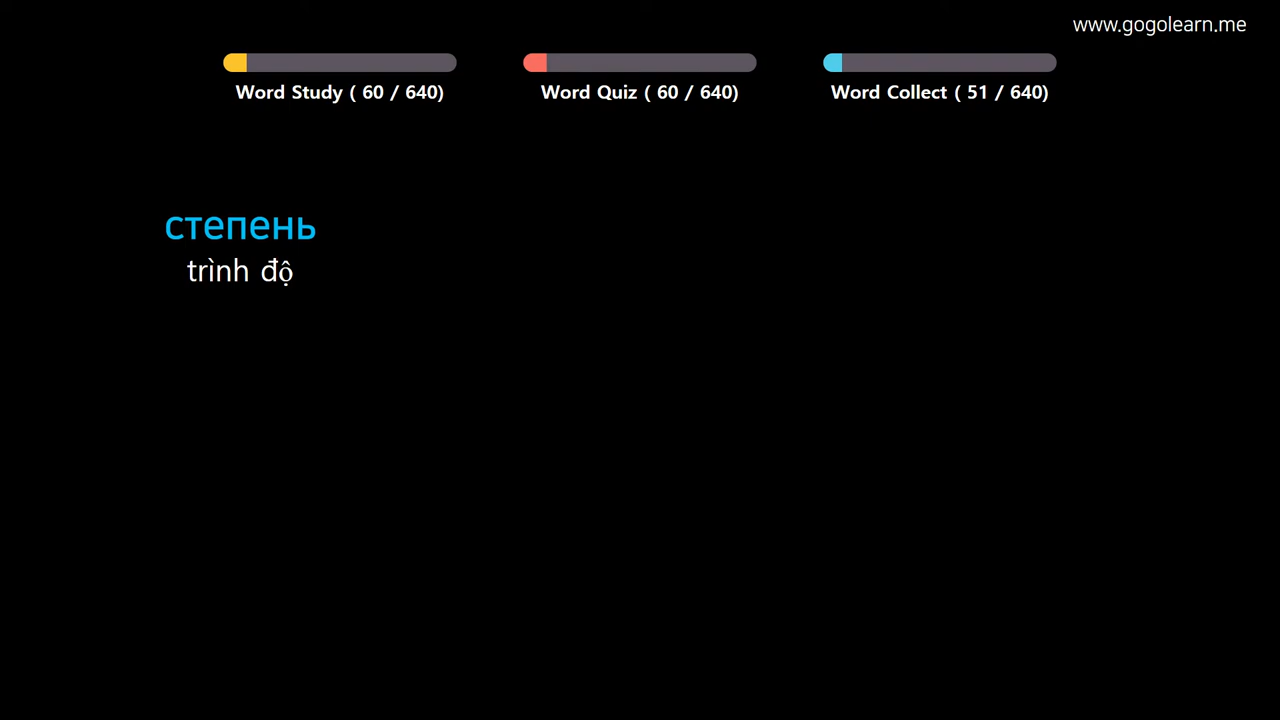 www.gogolearn.me
Word Study ( 60 / 640)
Word Quiz ( 60 / 640)
Word Collect ( 51 / 640)
степень
trình độ